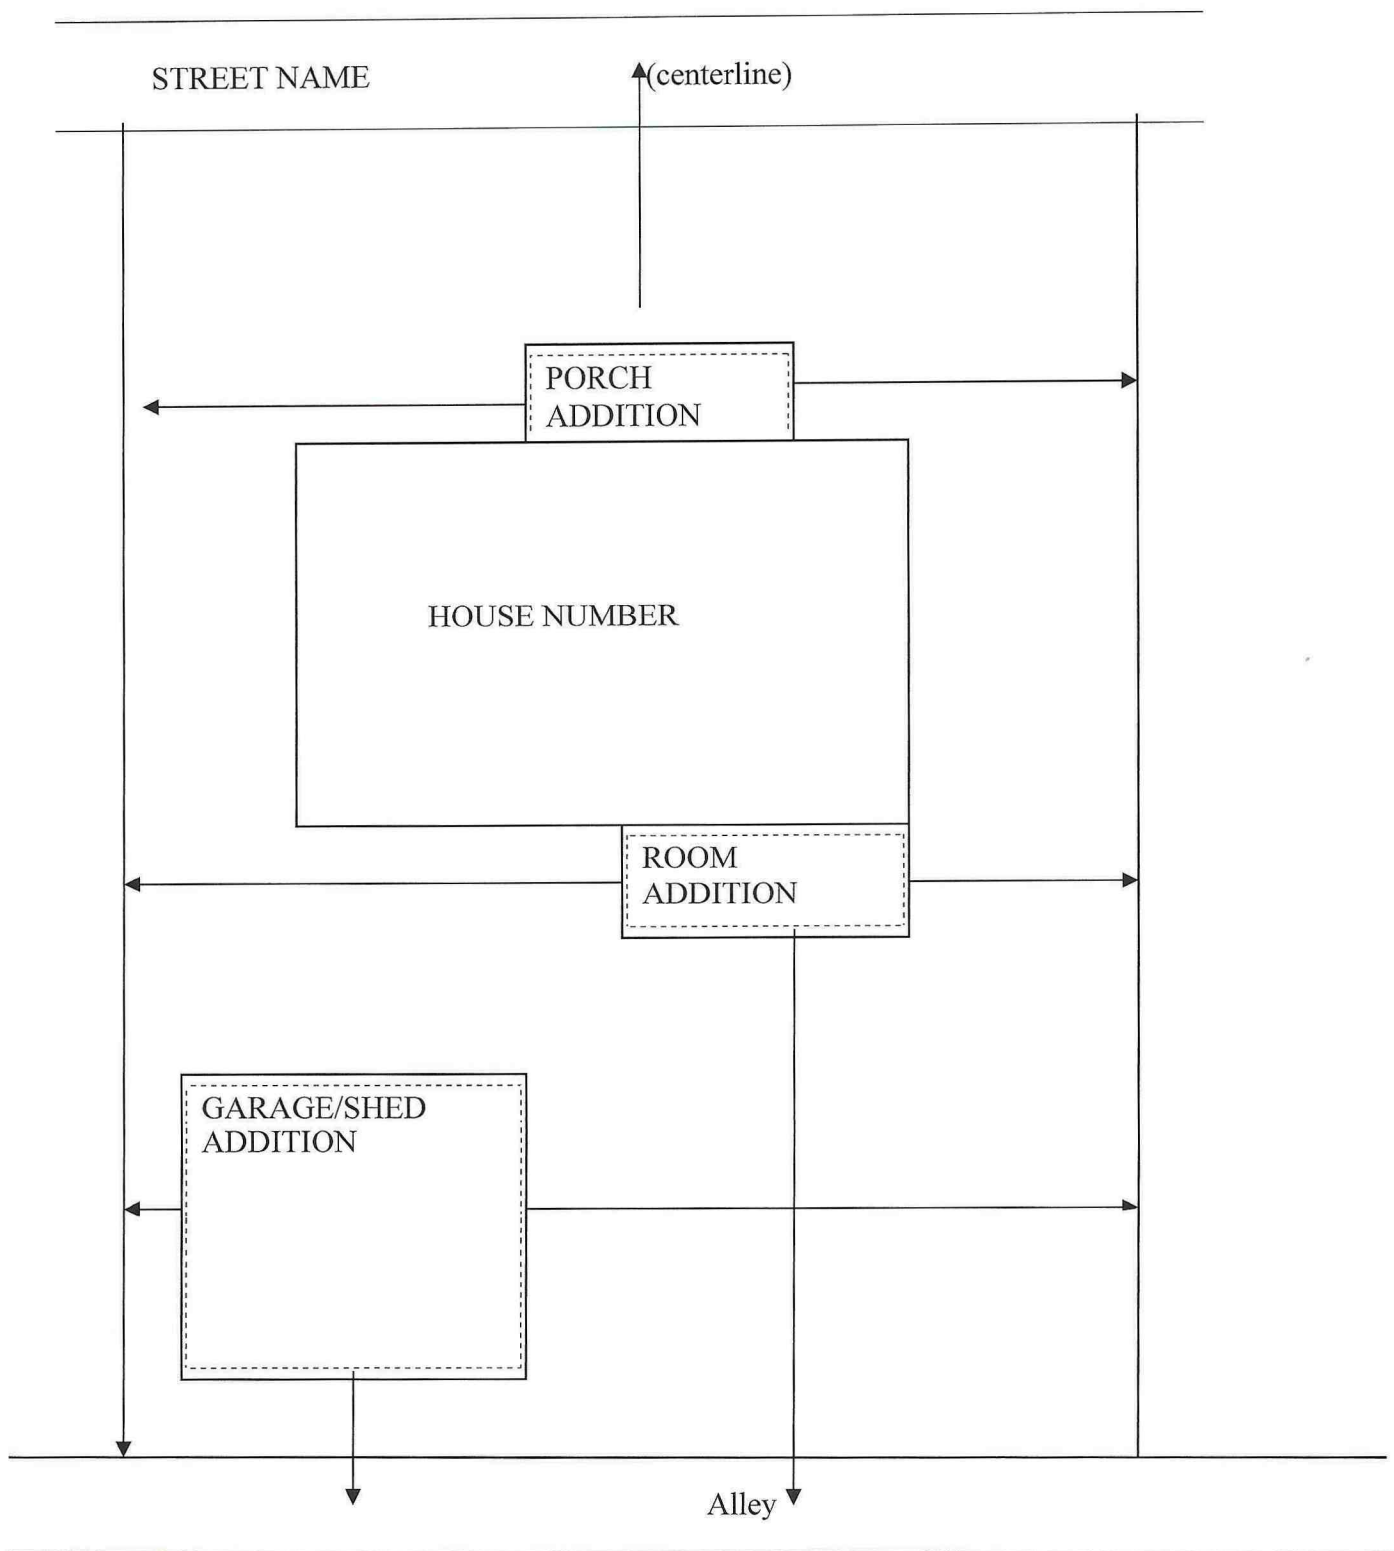 STREET NAME
(centerline)
PORCH
ADDITION
HOUSE NUMBER
ROOM
ADDITION
GARAGE/SHED
ADDITION
Alley